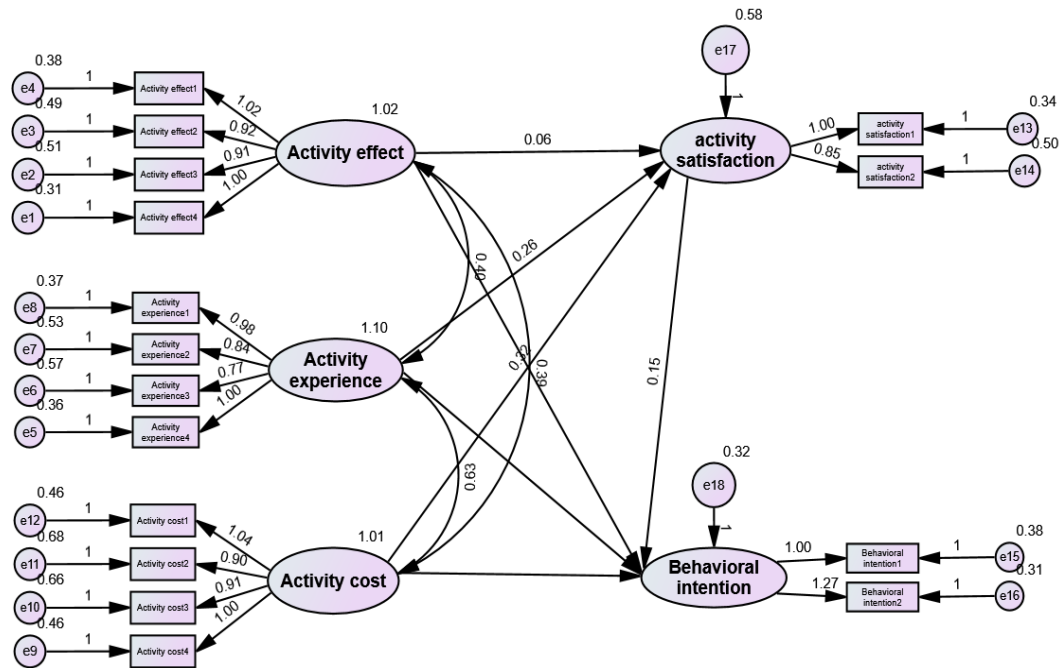 0.58
e17
1
0.38
e4
1
Activity effect1
0.49
e3
1
Activity effect2
0.51
e2
1
Activity effect3
0.31
e1
1
Activity effect4
1.02
0.92
0.91
1.00
1.02
Activity effect
0.06
activity
satisfaction
1.00
0.85
activity
satisfaction1
activity
satisfaction2
1
0.34
e13
1
0.50
e14
0.37
e8
1
Activity
experience1
0.53
e7
1
Activity
experience2
0.57
e6
1
Activity
experience3
0.36
e5
1
Activity
experience4
0.98
0.84
0.77
1.00
1.10
Activity
experience
0.40
0.26
0.32
0.39
0.15
0.63
0.46
e12
1
Activity cost1
0.68
e11
1
Activity cost2
0.66
e10
1
Activity cost3
0.46
e9
1
Activity cost4
1.04
0.90
0.91
1.00
1.01
Activity cost
0.32
e18
1
Behavioral
intention
1.00
1.27
Behavioral
intention1
Behavioral
intention2
1
0.38
e15
1
0.31
e16